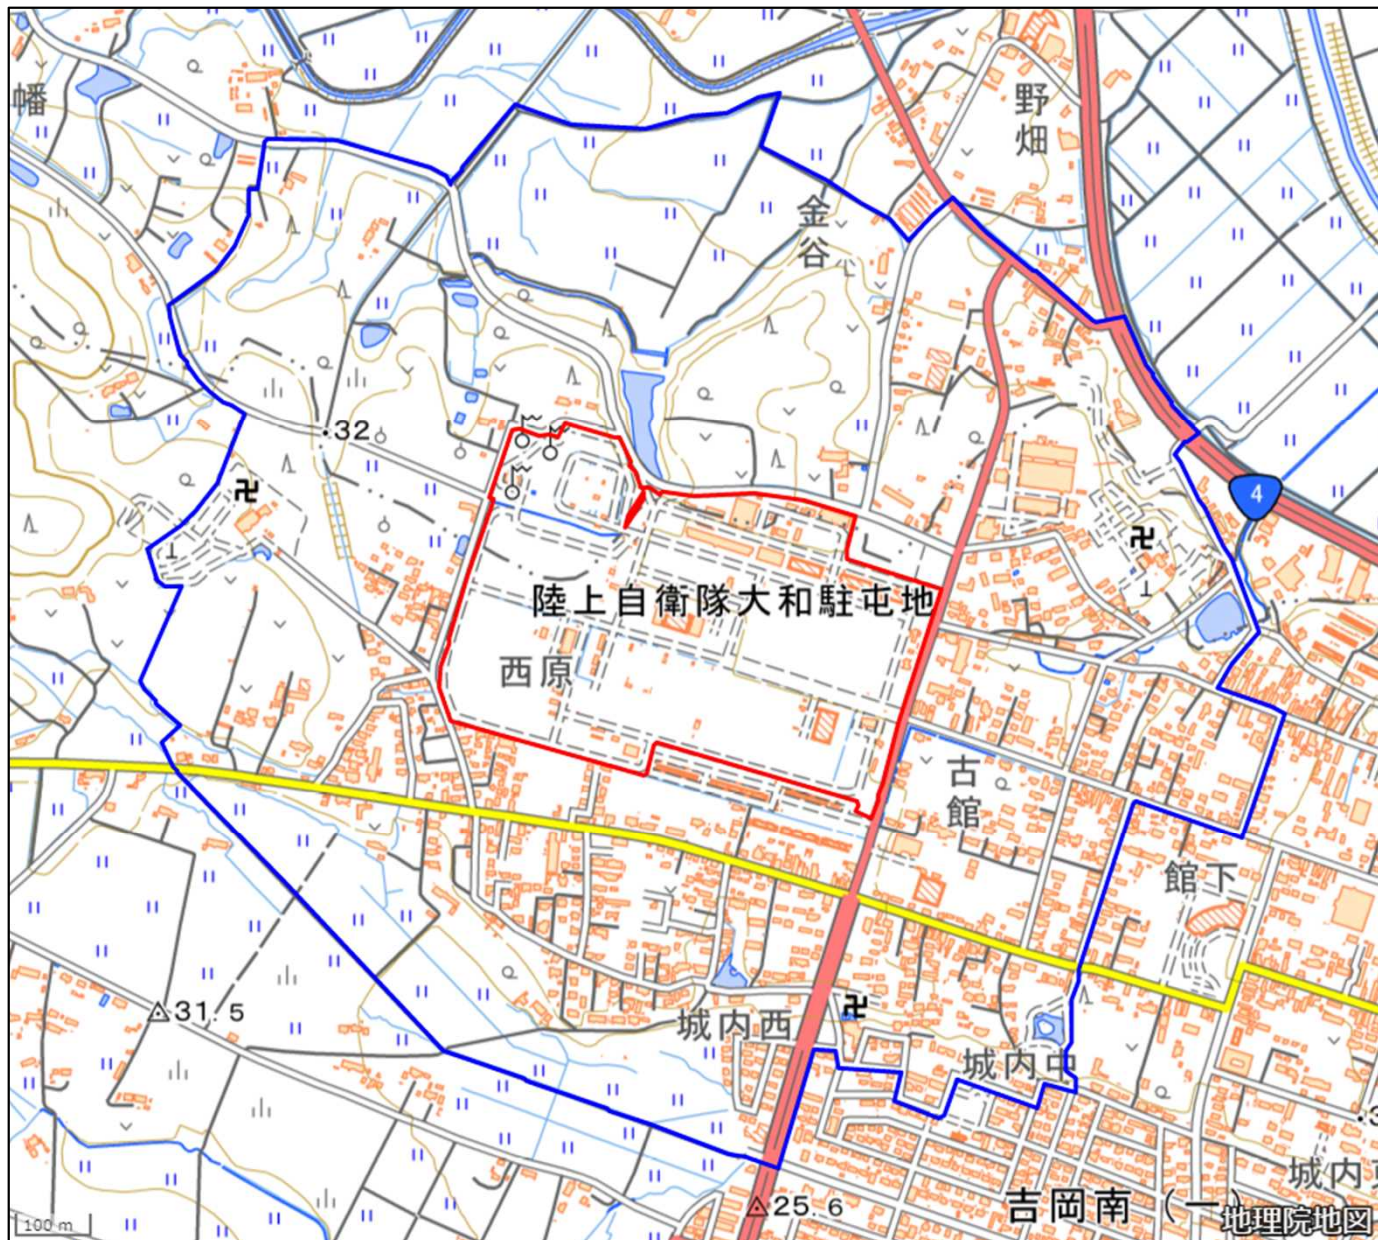 幡
野畑
金谷
32
4
陸上自衛隊大和駐屯地
西原
古館
館下
31.5
城内西
城内中
25.6
吉岡南（一）
100 m
地理院地図